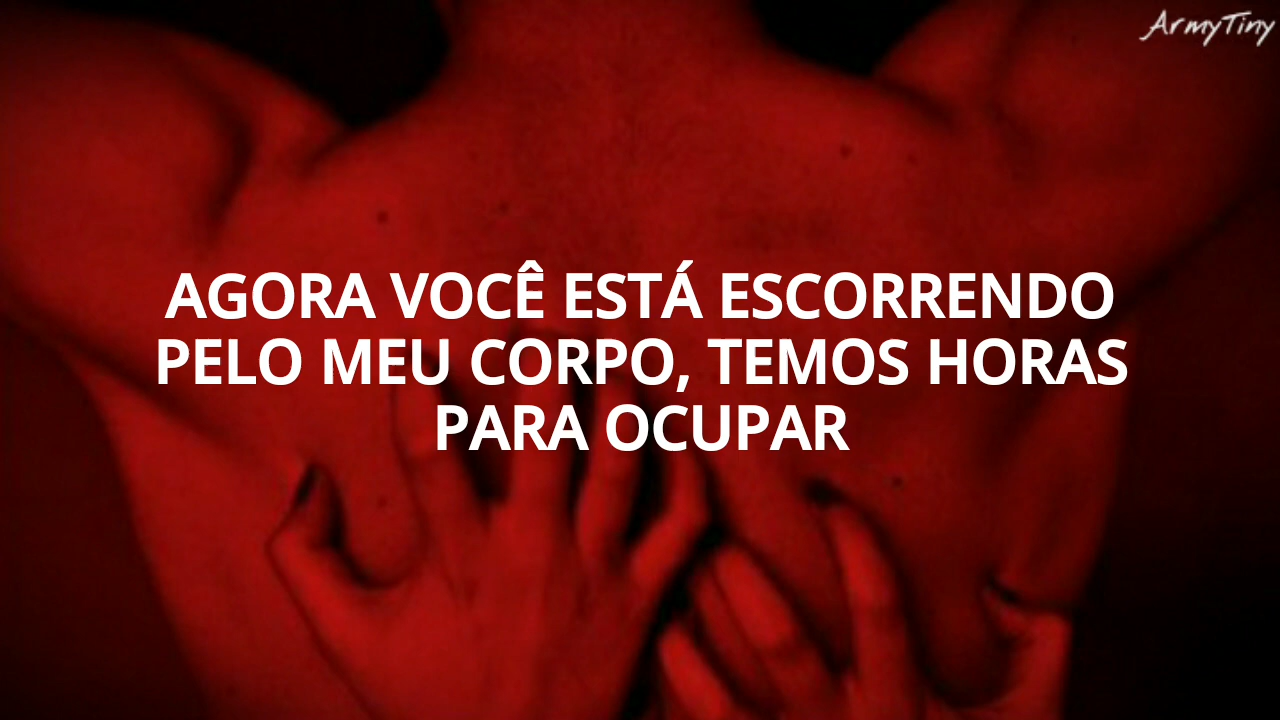 ArmyTiny
AGORA VOCÊ ESTÁ ESCORRENDO
PELO MEU CORPO, TEMOS HORAS
PARA OCUPAR